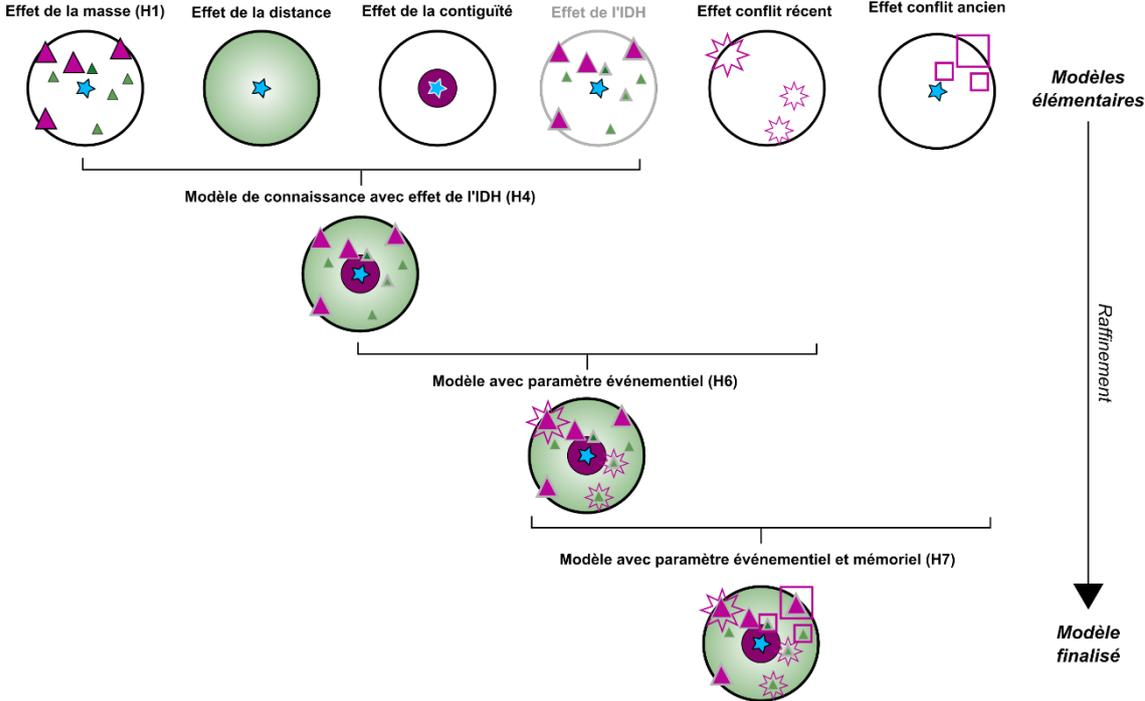 Effet de la masse (H1)
Effet de la distance
Effet de la contiguïté
Effet de l'IDH
Effet conflit récent
Effet conflit ancien
Modèles
élémentaires
Modèle de connaissance avec effet de l'IDH (H4)
Raffinement
Modèle avec paramètre événementiel (H6)
Modèle avec paramètre événementiel et mémoriel (H7)
Modèle
finalisé